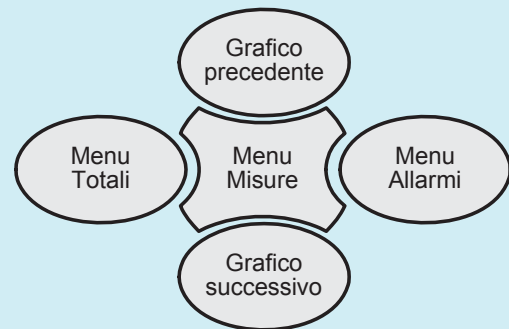 Grafico
precedente
Menu
Totali
Menu
Misure
Menu
Allarmi
Grafico
successivo